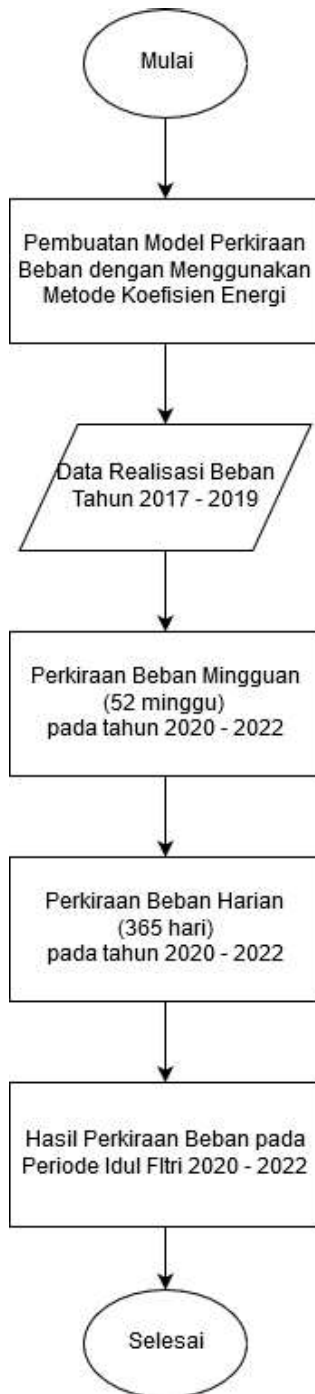 Mulai
Pembuatan Model Perkiraan
Beban dengan Menggunakan
Metode Koefisien Energi
Data Realisasi Beban
Tahun 2017 - 2019
Perkiraan Beban Mingguan
(52 minggu)
pada tahun 2020 - 2022
Perkiraan Beban Harian
(365 hari)
pada tahun 2020 - 2022
Hasil Perkiraan Beban pada
Periode Idul FItri 2020 - 2022
Selesai